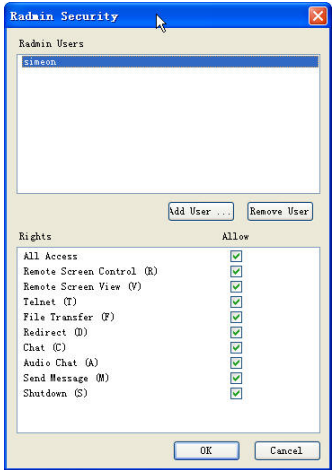 Radmin Security
Radmin Users
simeon
Add User ...
Remove User
Rights
Allow
All Access
Remote Screen Control (R)
Remote Screen View (V)
Telnet (T)
File Transfer (F)
Redirect (D)
Chat (C)
Audio Chat (A)
Send Message (M)
Shutdown (S)
OK
Cancel